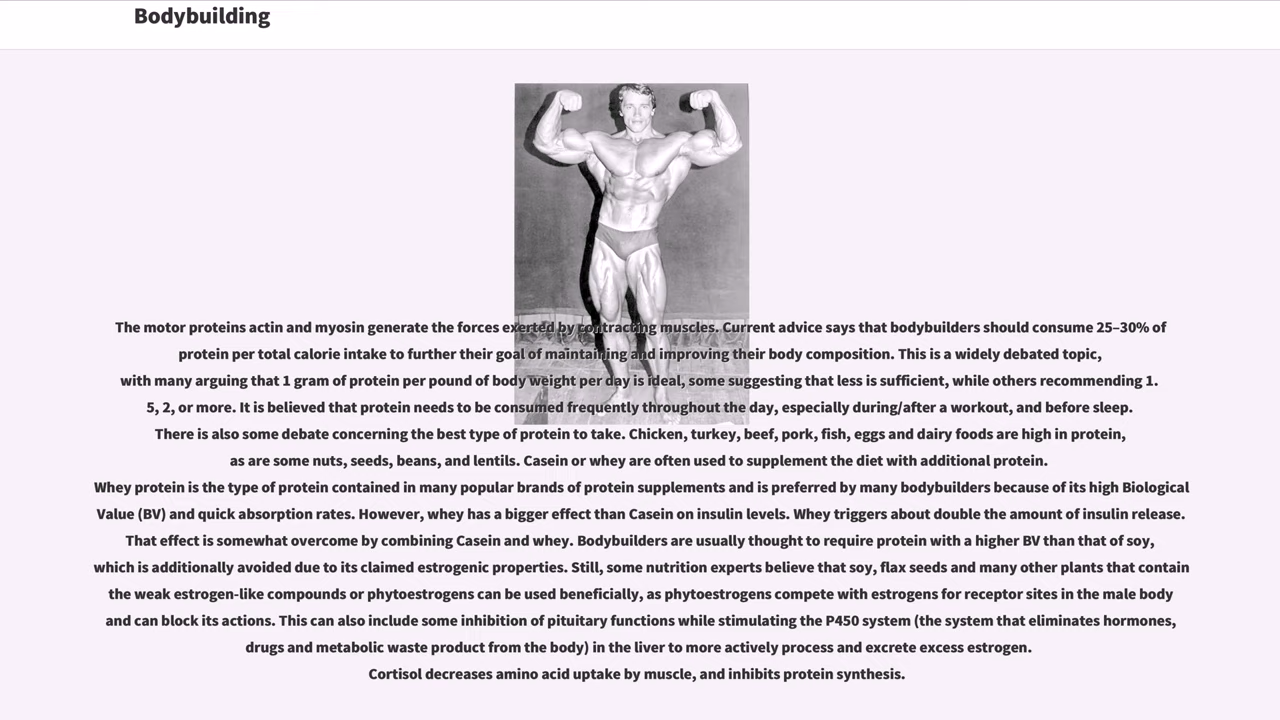 Bodybuilding
The motor proteins actin and myosin generate the forces exerted by contracting muscles. Current advice says that bodybuilders should consume 25–30% of
protein per total calorie intake to further their goal of maintaining and improving their body composition. This is a widely debated topic,
with many arguing that 1 gram of protein per pound of body weight per day is ideal, some suggesting that less is sufficient, while others recommending 1.
5, 2, or more. It is believed that protein needs to be consumed frequently throughout the day, especially during/after a workout, and before sleep.
There is also some debate concerning the best type of protein to take. Chicken, turkey, beef, pork, fish, eggs and dairy foods are high in protein,
as are some nuts, seeds, beans, and lentils. Casein or whey are often used to supplement the diet with additional protein.
Whey protein is the type of protein contained in many popular brands of protein supplements and is preferred by many bodybuilders because of its high Biological
Value (BV) and quick absorption rates. However, whey has a bigger effect than Casein on insulin levels. Whey triggers about double the amount of insulin release.
That effect is somewhat overcome by combining Casein and whey. Bodybuilders are usually thought to require protein with a higher BV than that of soy,
which is additionally avoided due to its claimed estrogenic properties. Still, some nutrition experts believe that soy, flax seeds and many other plants that contain
the weak estrogen-like compounds or phytoestrogens can be used beneficially, as phytoestrogens compete with estrogens for receptor sites in the male body
and can block its actions. This can also include some inhibition of pituitary functions while stimulating the P450 system (the system that eliminates hormones,
drugs and metabolic waste product from the body) in the liver to more actively process and excrete excess estrogen.
Cortisol decreases amino acid uptake by muscle, and inhibits protein synthesis.